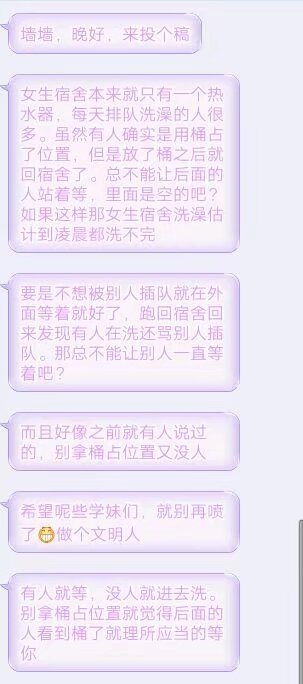 墙墙，晚好，来投个稿
女生宿舍本来就只有一个热
水器，每天排队洗澡的人很
多。虽然有人确实是用桶占
了位置，但是放了桶之后就
回宿舍了。总不能让后面的
人站着等，里面是空的吧？
如果这样那女生宿舍洗澡估
计到凌晨都洗不完
要是不想被别人插队就在外
面等着就好了，跑回宿舍回
来发现有人在洗还骂别人插
队。那总不能让别人一直等
着吧？
而且好像之前就有人说过
的，别拿桶占位置又没人
希望呢些学妹们，就别再喷
了😁做个文明人
有人就等，没人就进去洗。
别拿桶占位置就觉得后面的
人看到桶了就理所应当的等
你